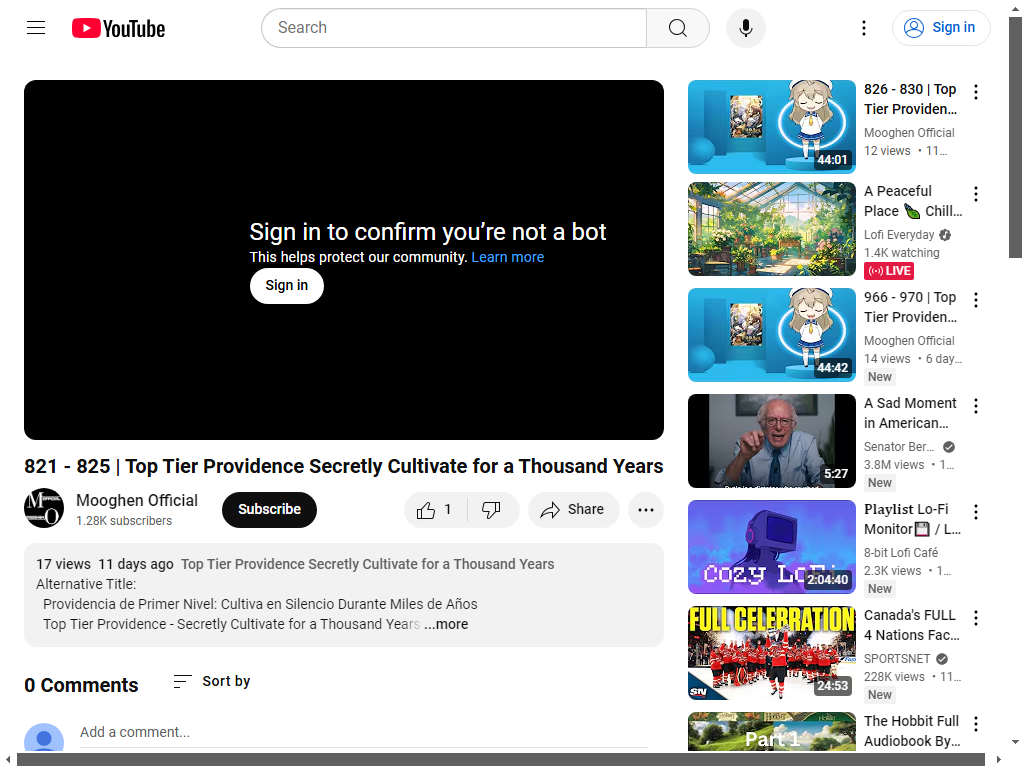 YouTube
Search
Sign in
Sign in to confirm you’re not a bot
This helps protect our community. Learn more
Sign in
821 - 825 | Top Tier Providence Secretly Cultivate for a Thousand Years
Mooghen Official
1.28K subscribers
Subscribe
1
Share
17 views 11 days ago Top Tier Providence Secretly Cultivate for a Thousand Years
Alternative Title:
Providencia de Primer Nivel: Cultiva en Silencio Durante Miles de Años
Top Tier Providence - Secretly Cultivate for a Thousand Years ...more
0 Comments
Sort by
Add a comment...
44:01
826 - 830 | Top
Tier Providen...
Mooghen Official
12 views • 11...
A Peaceful
Place 🍃 Chill...
Lofi Everyday
1.4K watching
LIVE
44:42
966 - 970 | Top
Tier Providen...
Mooghen Official
14 views • 6 day...
New
5:27
A Sad Moment
in American...
Senator Ber...
3.8M views • 1...
New
COZY LoFi
2:04:40
𝐏𝐥𝐚𝐲𝐥𝐢𝐬𝐭 Lo-Fi
Monitor💾 / L...
8-bit Lofi Café
2.3K views • 1...
New
FULL CELEBRATION
SN
24:53
Canada's FULL
4 Nations Fac...
SPORTSNET
228K views • 11...
New
Part 1
The Hobbit Full
Audiobook By...